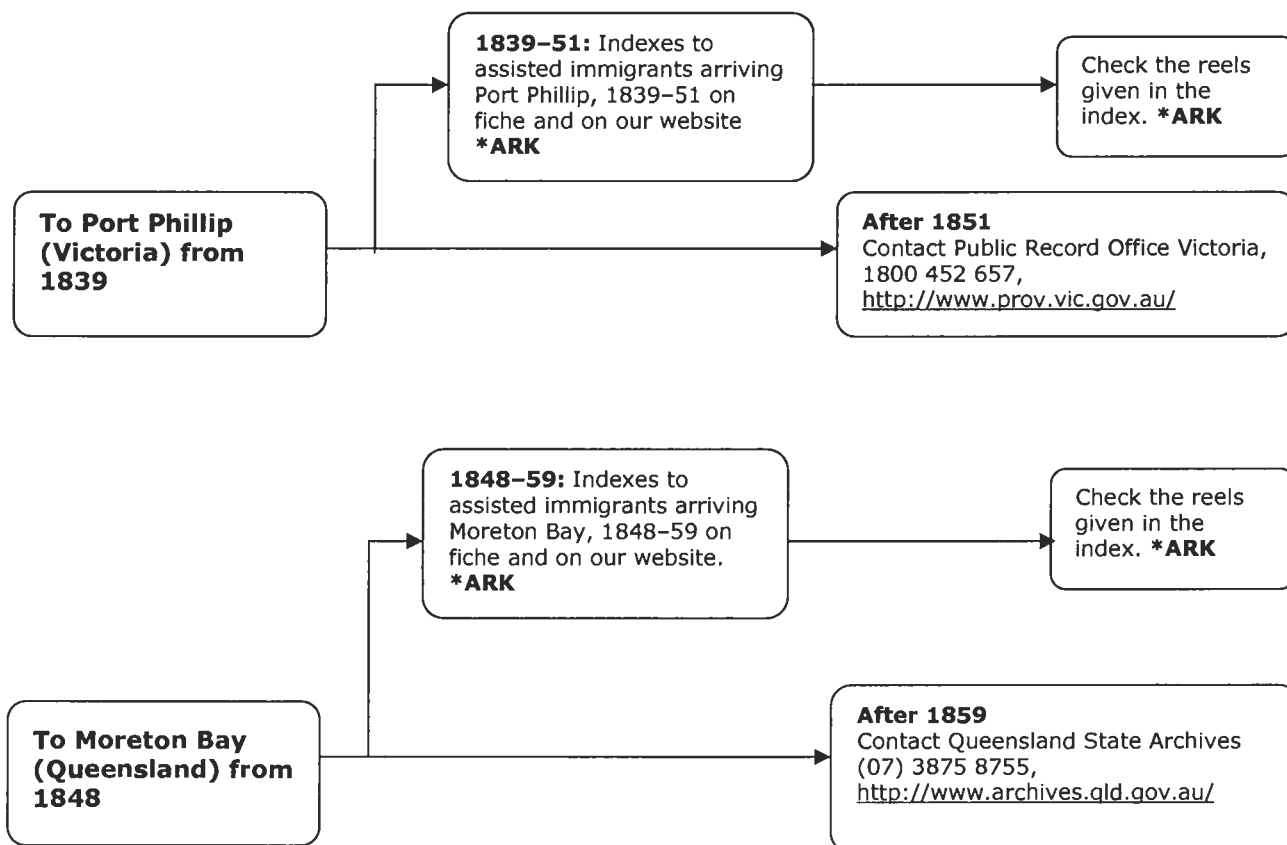 1839–51: Indexes to
assisted immigrants arriving
Port Phillip, 1839–51 on
fiche and on our website
*ARK
Check the reels
given in the
index. *ARK
To Port Phillip
(Victoria) from
1839
After 1851
Contact Public Record Office Victoria,
1800 452 657,
http://www.prov.vic.gov.au/
1848–59: Indexes to
assisted immigrants arriving
Moreton Bay, 1848–59 on
fiche and on our website.
*ARK
Check the reels
given in the
index. *ARK
To Moreton Bay
(Queensland) from
1848
After 1859
Contact Queensland State Archives
(07) 3875 8755,
http://www.archives.qld.gov.au/